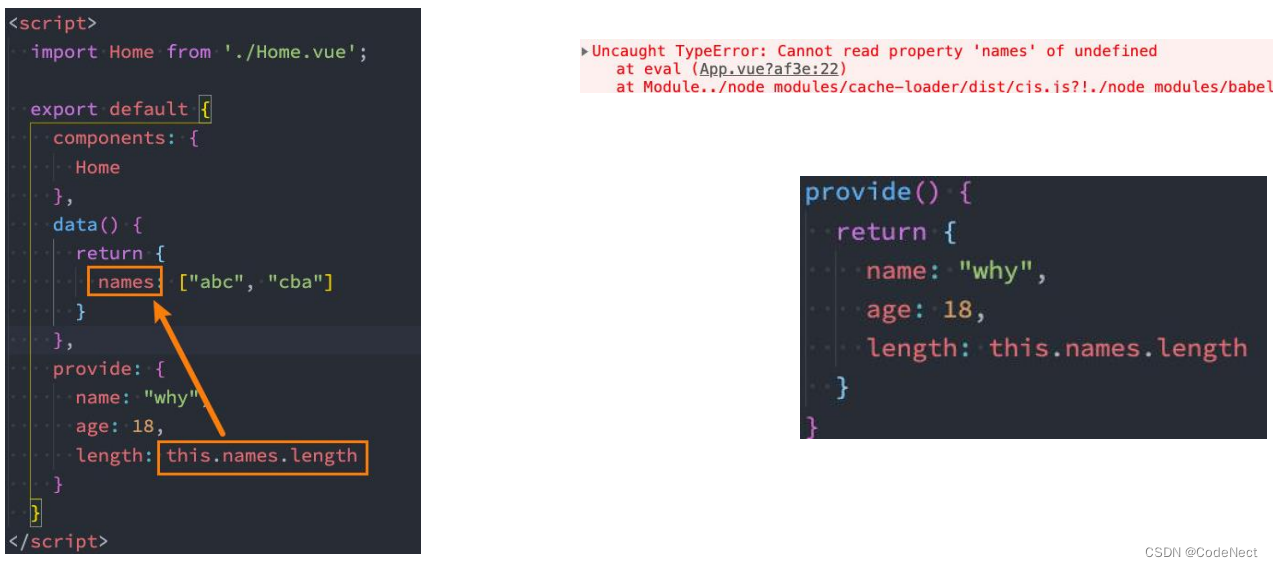 <script>
import Home from './Home.vue';
export default {
components: {
Home
},
data() {
return {
names: ["abc", "cba"]
}
},
provide: {
name: "why",
age: 18,
length: this.names.length
}
}
</script>
Uncaught TypeError: Cannot read property 'names' of undefined
at eval (App.vue?af3e:22)
at Module../node_modules/cache-loader/dist/cjs.js?!./node_modules/babel
provide() {
return {
name: "why",
age: 18,
length: this.names.length
}
}
CSDN @CodeNect